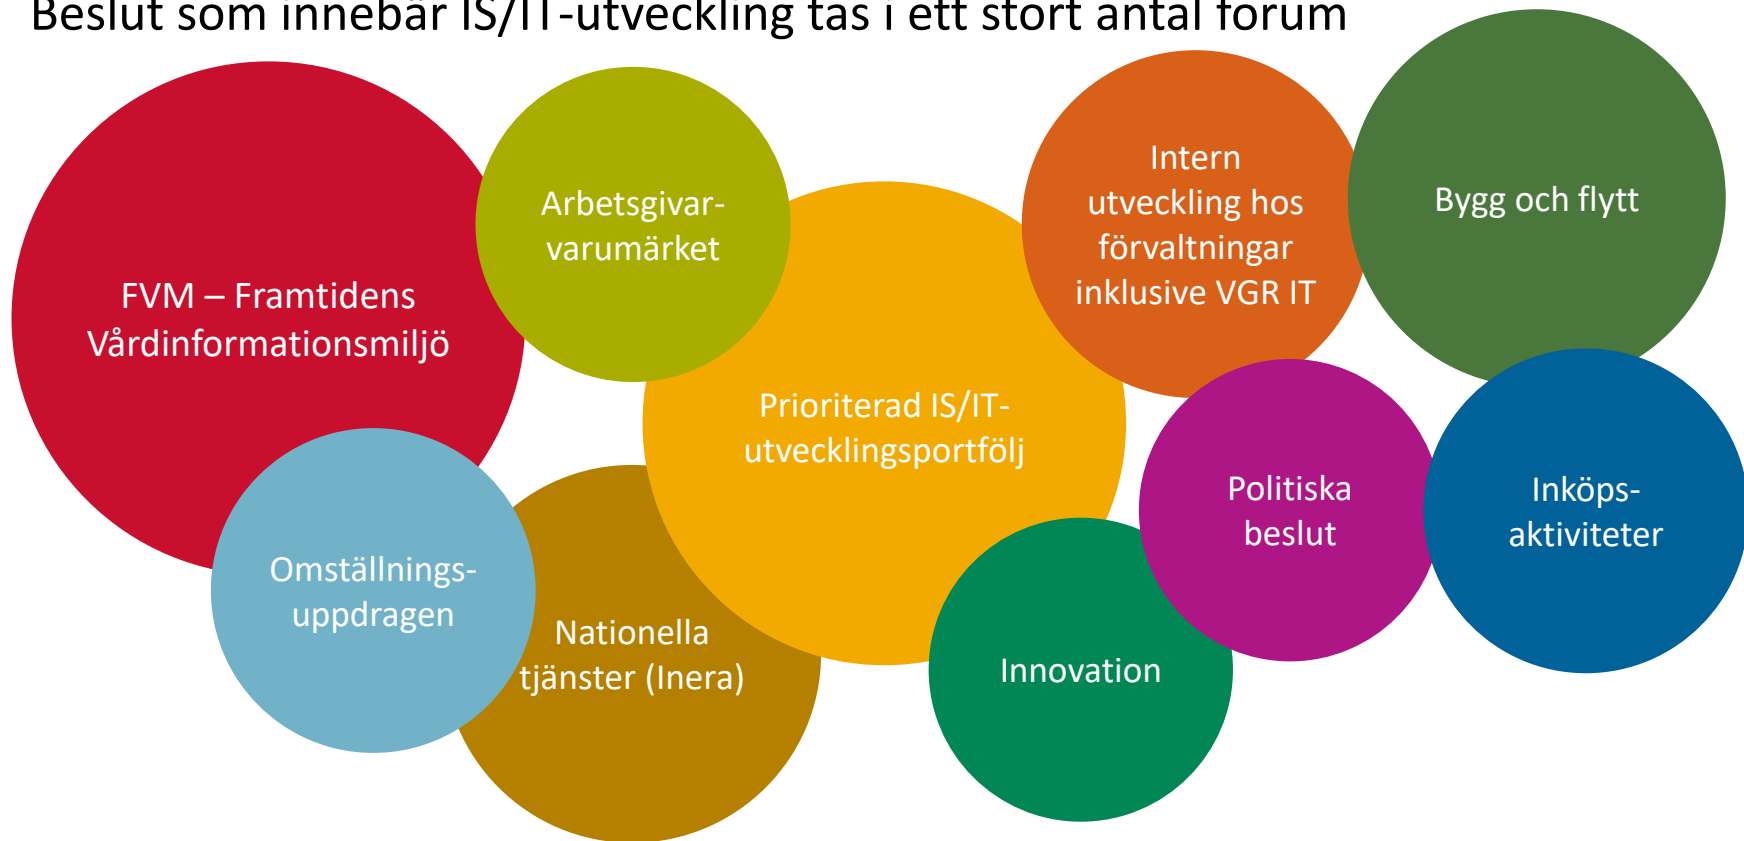 Beslut som innebär IS/IT-utveckling tas i ett stort antal forum
FVM – Framtidens
Vårdinformationsmiljö
Arbetsgivar-
varumärket
Intern
utveckling hos
förvaltningar
inklusive VGR IT
Bygg och flytt
Prioriterad IS/IT-
utvecklingsportfölj
Politiska
beslut
Inköps-
aktiviteter
Omställnings-
uppdragen
Nationella
tjänster (Inera)
Innovation